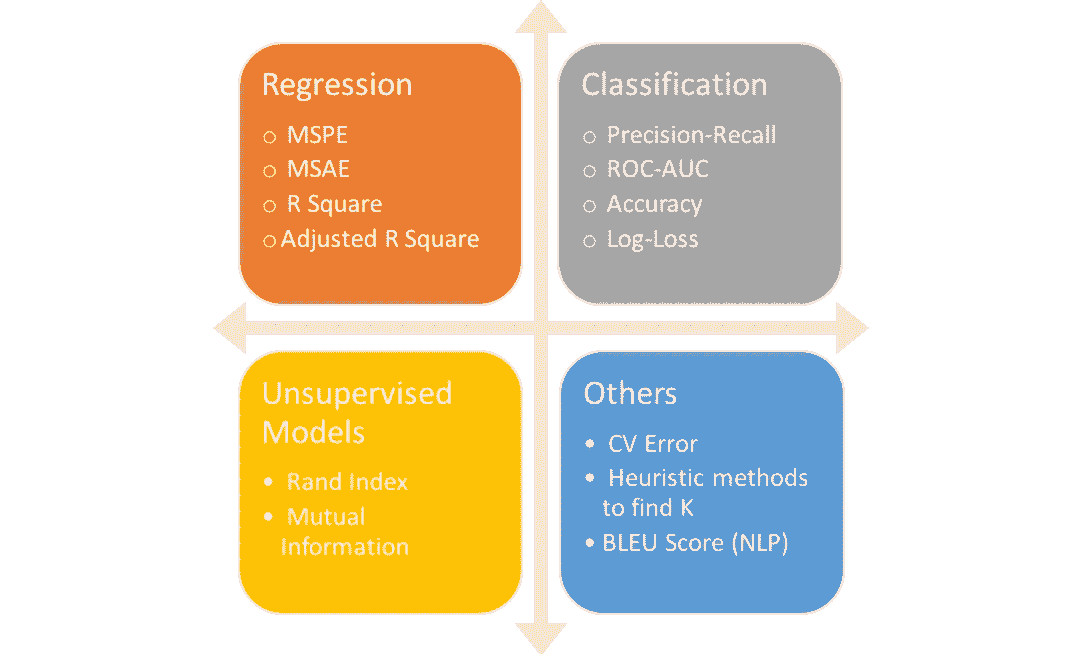 Regression
○ MSPE
○ MSAE
○ R Square
○ Adjusted R Square
Classification
○ Precision-Recall
○ ROC-AUC
○ Accuracy
○ Log-Loss
Unsupervised
Models
• Rand Index
• Mutual
Information
Others
• CV Error
• Heuristic methods
to find K
• BLEU Score (NLP)